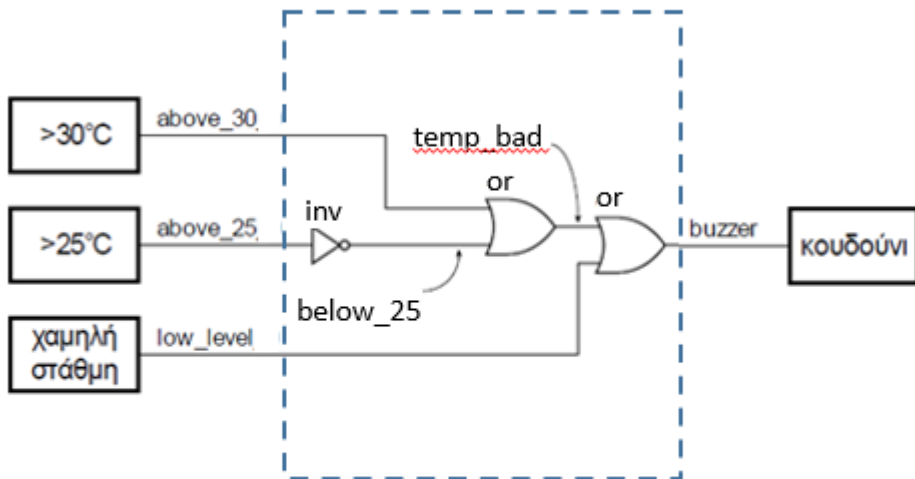 >30°C
above_30
temp_bad
or
or
inv
>25°C
above_25
buzzer
κουδούνι
below_25
χαμηλή
στάθμη
low_level